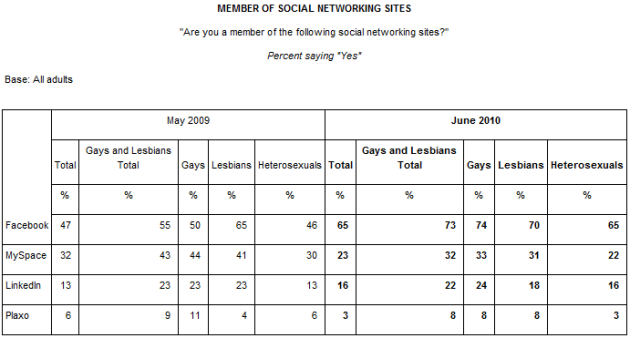 MEMBER OF SOCIAL NETWORKING SITES
"Are you a member of the following social networking sites?"
Percent saying "Yes"
Base: All adults
May 2009 June 2010
Total Gays and Lesbians Total Gays Lesbians Heterosexuals Total Gays and Lesbians Total Gays Lesbians Heterosexuals
% % % % % % % % % %
Facebook 47 55 50 65 46 65 73 74 70 65
MySpace 32 43 44 41 30 23 32 33 31 22
LinkedIn 13 23 23 23 13 16 22 24 18 16
Plaxo 6 9 11 4 6 3 8 8 8 3